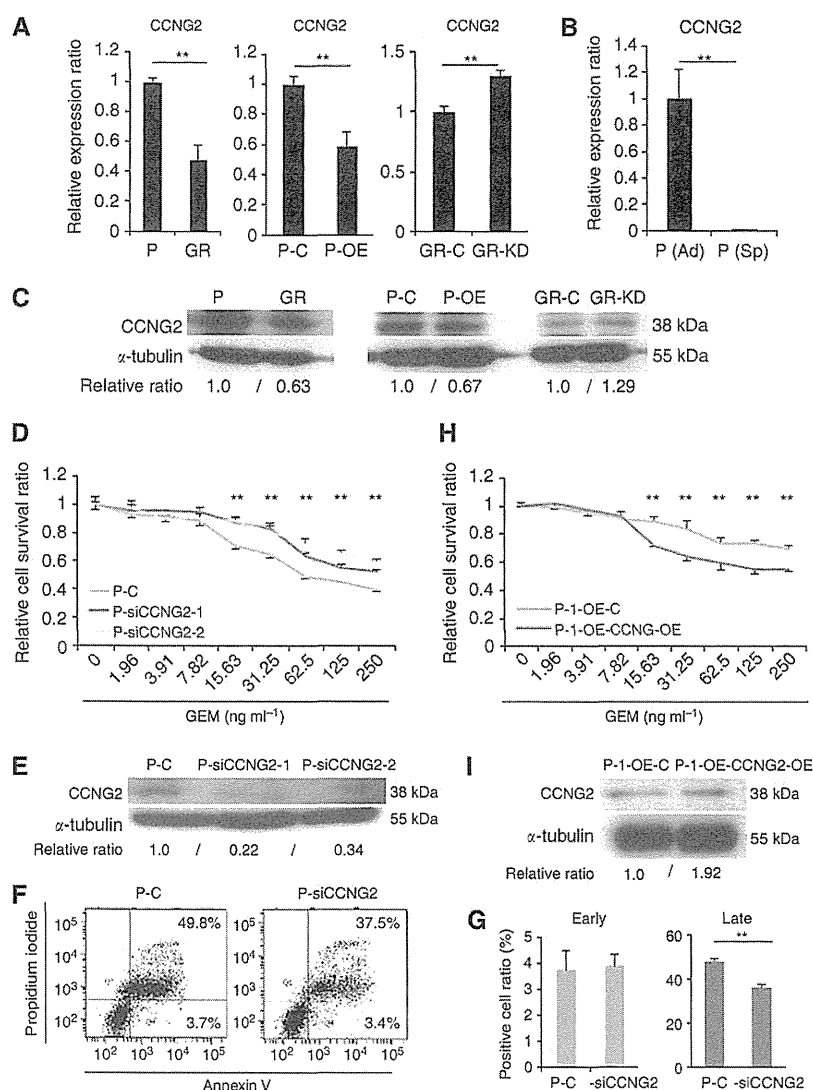 A
CCNG2
CCNG2
CCNG2
B
CCNG2
Relative expression ratio
1.2
1
0.8
0.6
0.4
0.2
0
**
P GR
1.2
1
0.8
0.6
0.4
0.2
0
**
P-C P-OE
1.5
1
0.5
0
**
GR-C GR-KD
Relative expression ratio
1.4
1.2
1
0.8
0.6
0.4
0.2
0
**
P (Ad) P (Sp)
C
P GR
P-C P-OE
GR-C GR-KD
CCNG2
38 kDa
α-tubulin
55 kDa
Relative ratio
1.0 / 0.63
1.0 / 0.67
1.0 / 1.29
D
Relative cell survival ratio
1.2
1
0.8
0.6
0.4
0.2
0
** ** ** ** **
P-C
P-siCCNG2-1
P-siCCNG2-2
0 1.96 3.91 7.82 15.63 31.25 62.5 125 250
GEM (ng ml⁻¹)
H
Relative cell survival ratio
1.2
1
0.8
0.6
0.4
0.2
0
** ** ** ** **
P-1-OE-C
P-1-OE-CCNG-OE
0 1.96 3.91 7.82 15.63 31.25 62.5 125 250
GEM (ng ml⁻¹)
E
P-C P-siCCNG2-1 P-siCCNG2-2
CCNG2
38 kDa
α-tubulin
55 kDa
Relative ratio 1.0 / 0.22 / 0.34
I
P-1-OE-C P-1-OE-CCNG2-OE
CCNG2
38 kDa
α-tubulin
55 kDa
Relative ratio 1.0 / 1.92
F
P-C
P-siCCNG2
Propidium iodide
10⁵
10⁴
10³
10²
49.8%
3.7%
10² 10³ 10⁴ 10⁵
10⁵
10⁴
10³
10²
37.5%
3.4%
10² 10³ 10⁴ 10⁵
Annexin V
G
Early
Late
Positive cell ratio (%)
5
4
3
2
1
0
P-C -siCCNG2
60
40
20
0
**
P-C -siCCNG2